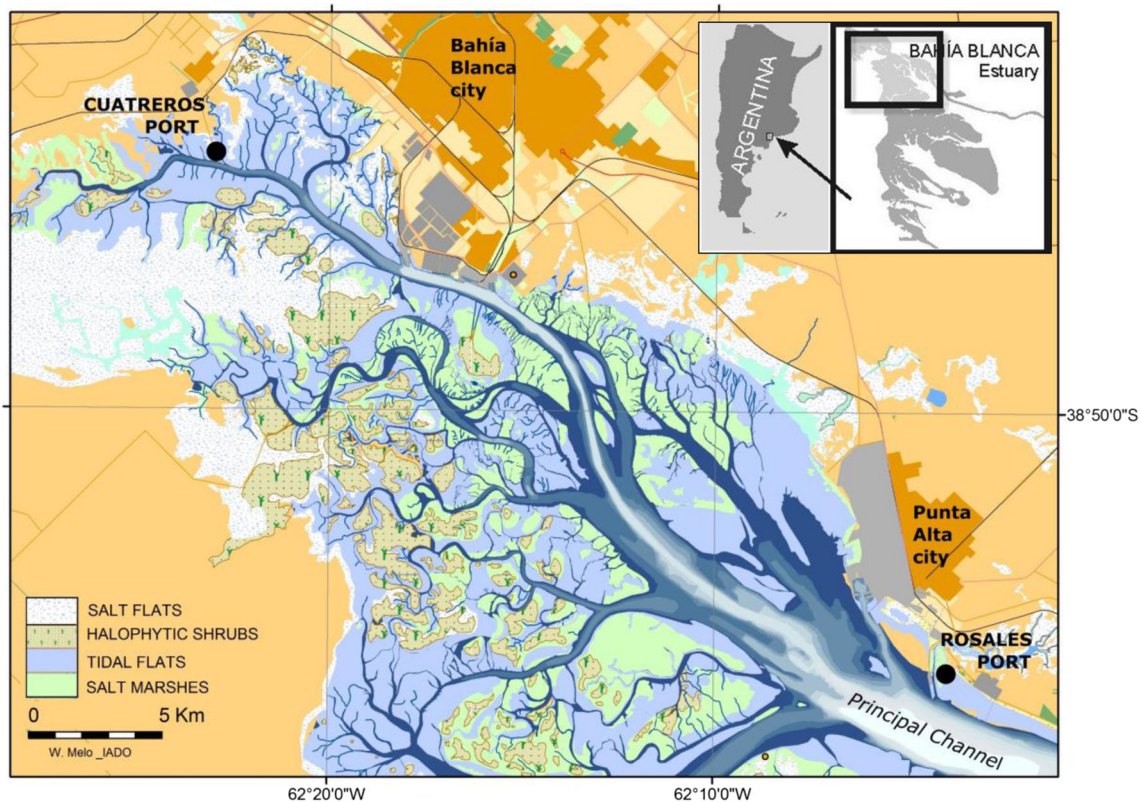 Bahía
Blanca
city
CUATREROS
PORT
ARGENTINA
BAHÍA BLANCA
Estuary
38°50'0"S
Punta
Alta
city
ROSALES
PORT
Principal Channel
SALT FLATS
HALOPHYTIC SHRUBS
TIDAL FLATS
SALT MARSHES
0 5 Km
W. Melo _IADO
62°20'0"W
62°10'0"W